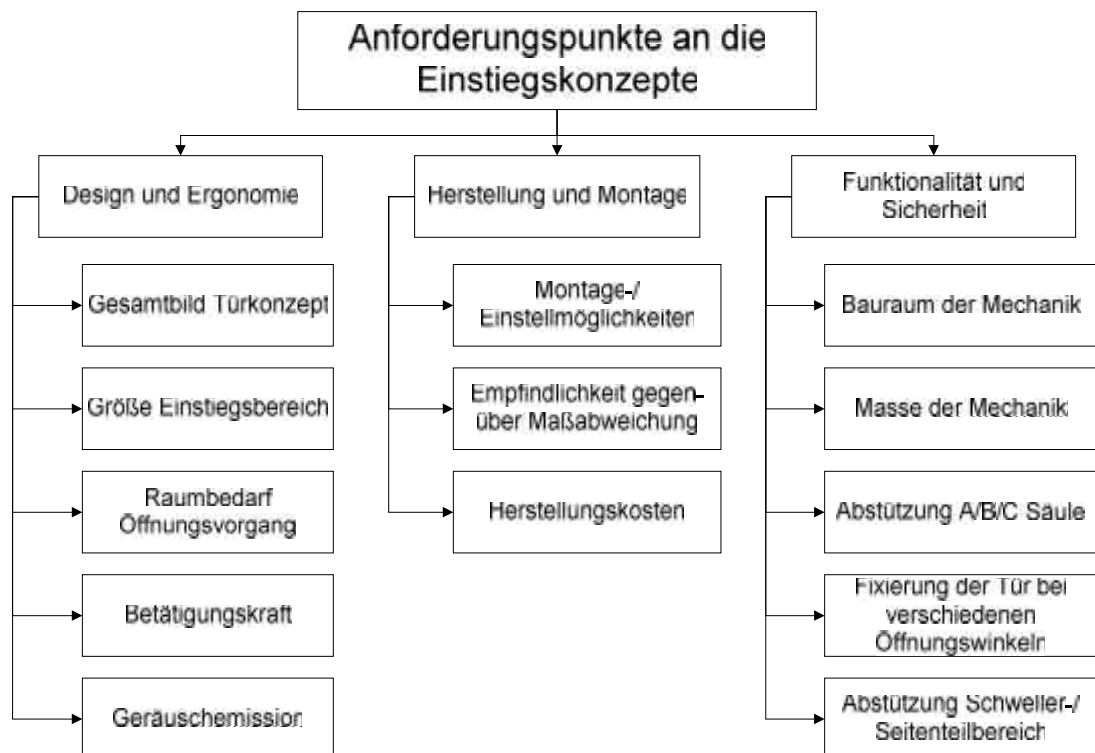 Anforderungspunkte an die
Einstiegskonzepte
Design und Ergonomie
Gesamtbild Türkonzept
Größe Einstiegsbereich
Raumbedarf
Öffnungsvorgang
Betätigungskraft
Geräuschemission
Herstellung und Montage
Montage-/
Einstellmöglichkeiten
Empfindlichkeit gegen-
über Maßabweichung
Herstellungskosten
Funktionalität und
Sicherheit
Bauraum der Mechanik
Masse der Mechanik
Abstützung A/B/C Säule
Fixierung der Tür bei
verschiedenen
Öffnungswinkeln
Abstützung Schweller-/
Seitenteilbereich